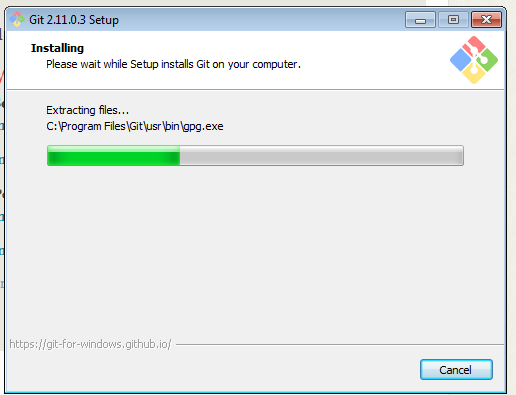 Git 2.11.0.3 Setup
Installing
Please wait while Setup installs Git on your computer.
Extracting files...
C:\Program Files\Git\usr\bin\gpg.exe
https://git-for-windows.github.io/
Cancel